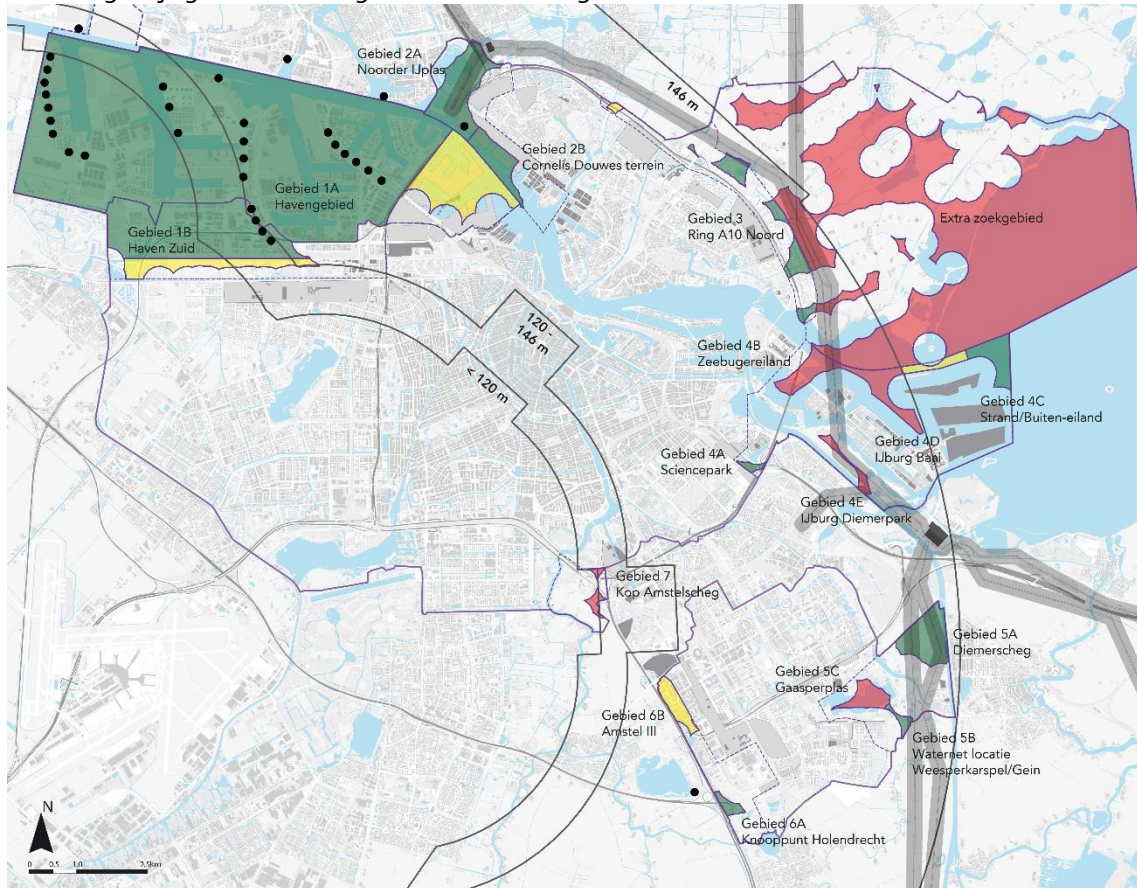 Gebied 2A
Noorder IJplas
146 m
Gebied 2B
Cornelis Douwes terrein
Gebied 1A
Havengebied
Gebied 1B
Haven Zuid
Gebied 3
Ring A10 Noord
Extra zoekgebied
120 -
146 m
< 120 m
Gebied 4B
Zeebugereiland
Gebied 4C
Strand/Buiten-eiland
Gebied 4D
IJburg Baai
Gebied 4A
Sciencepark
Gebied 4E
IJburg Diemerpark
Gebied 7
Kop Amstelscheg
Gebied 5A
Diemerscheg
Gebied 5C
Gaasperplas
Gebied 6B
Amstel III
Gebied 5B
Waternet locatie
Weesperkarspel/Gein
Gebied 6A
Knooppunt Holendrecht
N
0 0.5 1.0 2.5km